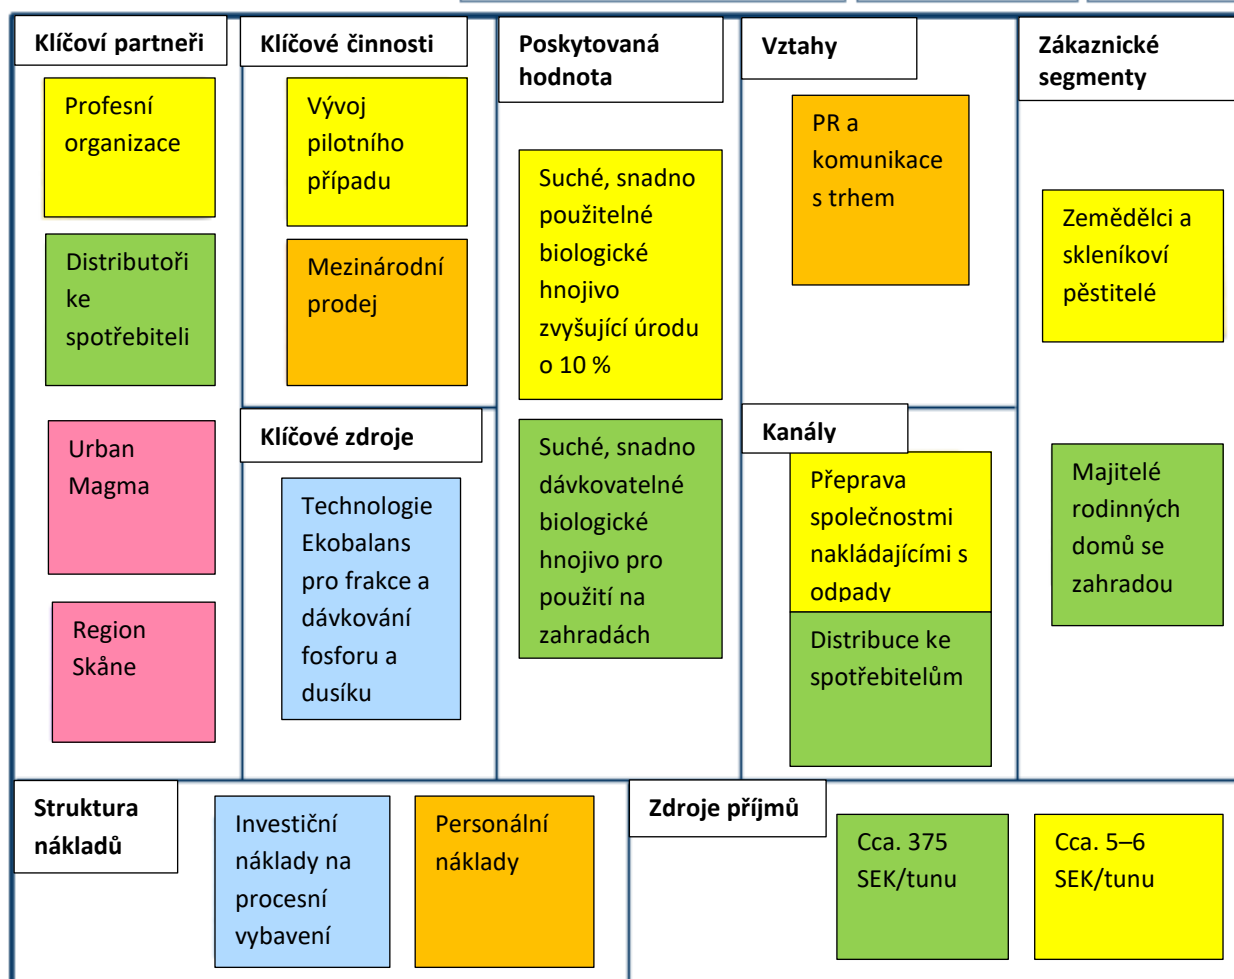 Klíčoví partneři
Profesní
organizace
Distributoři
ke
spotřebiteli
Urban
Magma
Region
Skåne
Klíčové činnosti
Vývoj
pilotního
případu
Mezinárodní
prodej
Klíčové zdroje
Technologie
Ekobalans
pro frakce a
dávkování
fosforu a
dusíku
Poskytovaná
hodnota
Suché, snadno
použitelné
biologické
hnojivo
zvyšující úrodu
o 10 %
Suché, snadno
dávkovatelné
biologické
hnojivo pro
použití na
zahradách
Vztahy
PR a
komunikace
s trhem
Kanály
Přeprava
společnostmi
nakládajícími s
odpady
Distribuce ke
spotřebitelům
Zákaznické
segmenty
Zemědělci a
skleníkoví
pěstitelé
Majitelé
rodinných
domů se
zahradou
Struktura
nákladů
Investiční
náklady na
procesní
vybavení
Personální
náklady
Zdroje příjmů
Cca. 375
SEK/tunu
Cca. 5–6
SEK/tunu